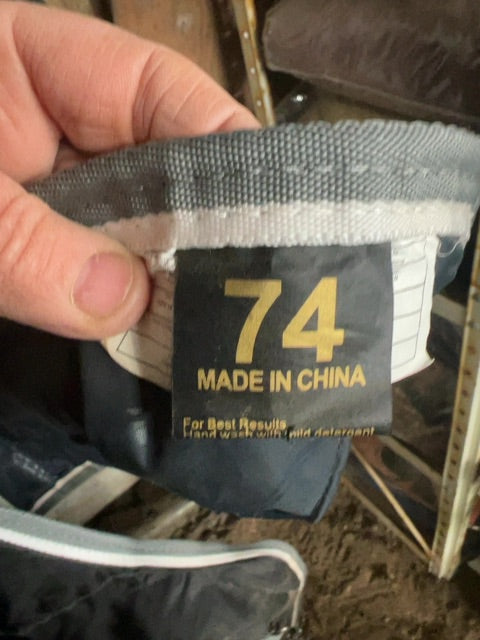 74
MADE IN CHINA
For Best Results
Hand wash with mild detergent